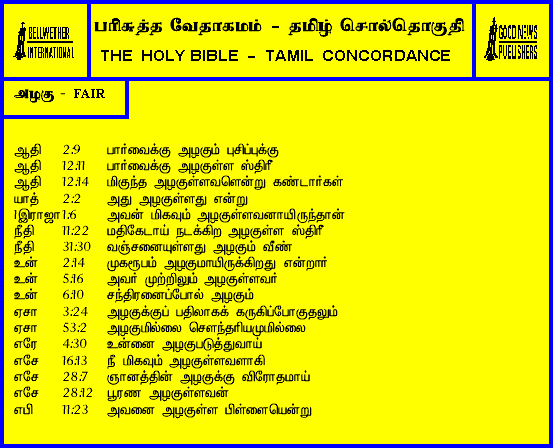 BELLWETHER
INTERNATIONAL
பரிசுத்த வேதாகமம் - தமிழ் சொல்தொகுதி
THE HOLY BIBLE - TAMIL CONCORDANCE
GOOD NEWS
PUBLISHERS
அழகு - FAIR
ஆதி 2:9 பார்வைக்கு அழகும் புசிப்புக்கு
ஆதி 12:11 பார்வைக்கு அழகுள்ள ஸ்திரீ
ஆதி 12:14 மிகுந்த அழகுள்ளவளென்று கண்டார்கள்
யாத் 2:2 அது அழகுள்ளது என்று
1இராஜா 1:6 அவன் மிகவும் அழகுள்ளவனாயிருந்தான்
நீதி 11:22 மதிகேடாய் நடக்கிற அழகுள்ள ஸ்திரீ
நீதி 31:30 வஞ்சனையுள்ளது அழகும் வீண்
உன் 2:14 முகரூபம் அழகுமாயிருக்கிறது என்றார்
உன் 5:16 அவர் முற்றிலும் அழகுள்ளவர்
உன் 6:10 சந்திரனைப்போல் அழகும்
ஏசா 3:24 அழகுக்குப் பதிலாகக் கருகிப்போகுதலும்
ஏசா 53:2 அழகுமில்லை சௌந்தரியமுமில்லை
எரே 4:30 உன்னை அழகுபடுத்துவாய்
எசே 16:13 நீ மிகவும் அழகுள்ளவளாகி
எசே 28:7 ஞானத்தின் அழகுக்கு விரோதமாய்
எசே 28:12 பூரண அழகுள்ளவன்
எபி 11:23 அவனை அழகுள்ள பிள்ளையென்று